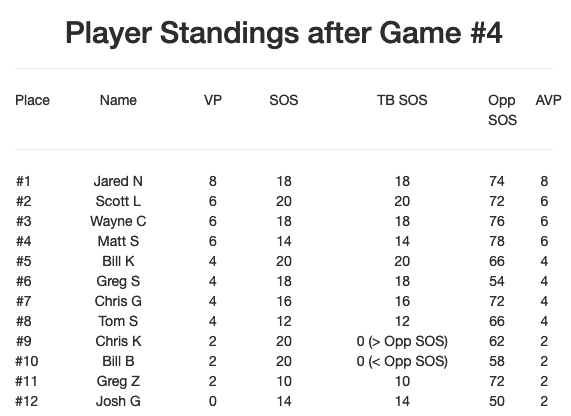 Player Standings after Game #4
Place Name VP SOS TB SOS Opp SOS AVP
#1 Jared N 8 18 18 74 8
#2 Scott L 6 20 20 72 6
#3 Wayne C 6 18 18 76 6
#4 Matt S 6 14 14 78 6
#5 Bill K 4 20 20 66 4
#6 Greg S 4 18 18 54 4
#7 Chris G 4 16 16 72 4
#8 Tom S 4 12 12 66 4
#9 Chris K 2 20 0 (> Opp SOS) 62 2
#10 Bill B 2 20 0 (< Opp SOS) 58 2
#11 Greg Z 2 10 10 72 2
#12 Josh G 0 14 14 50 2